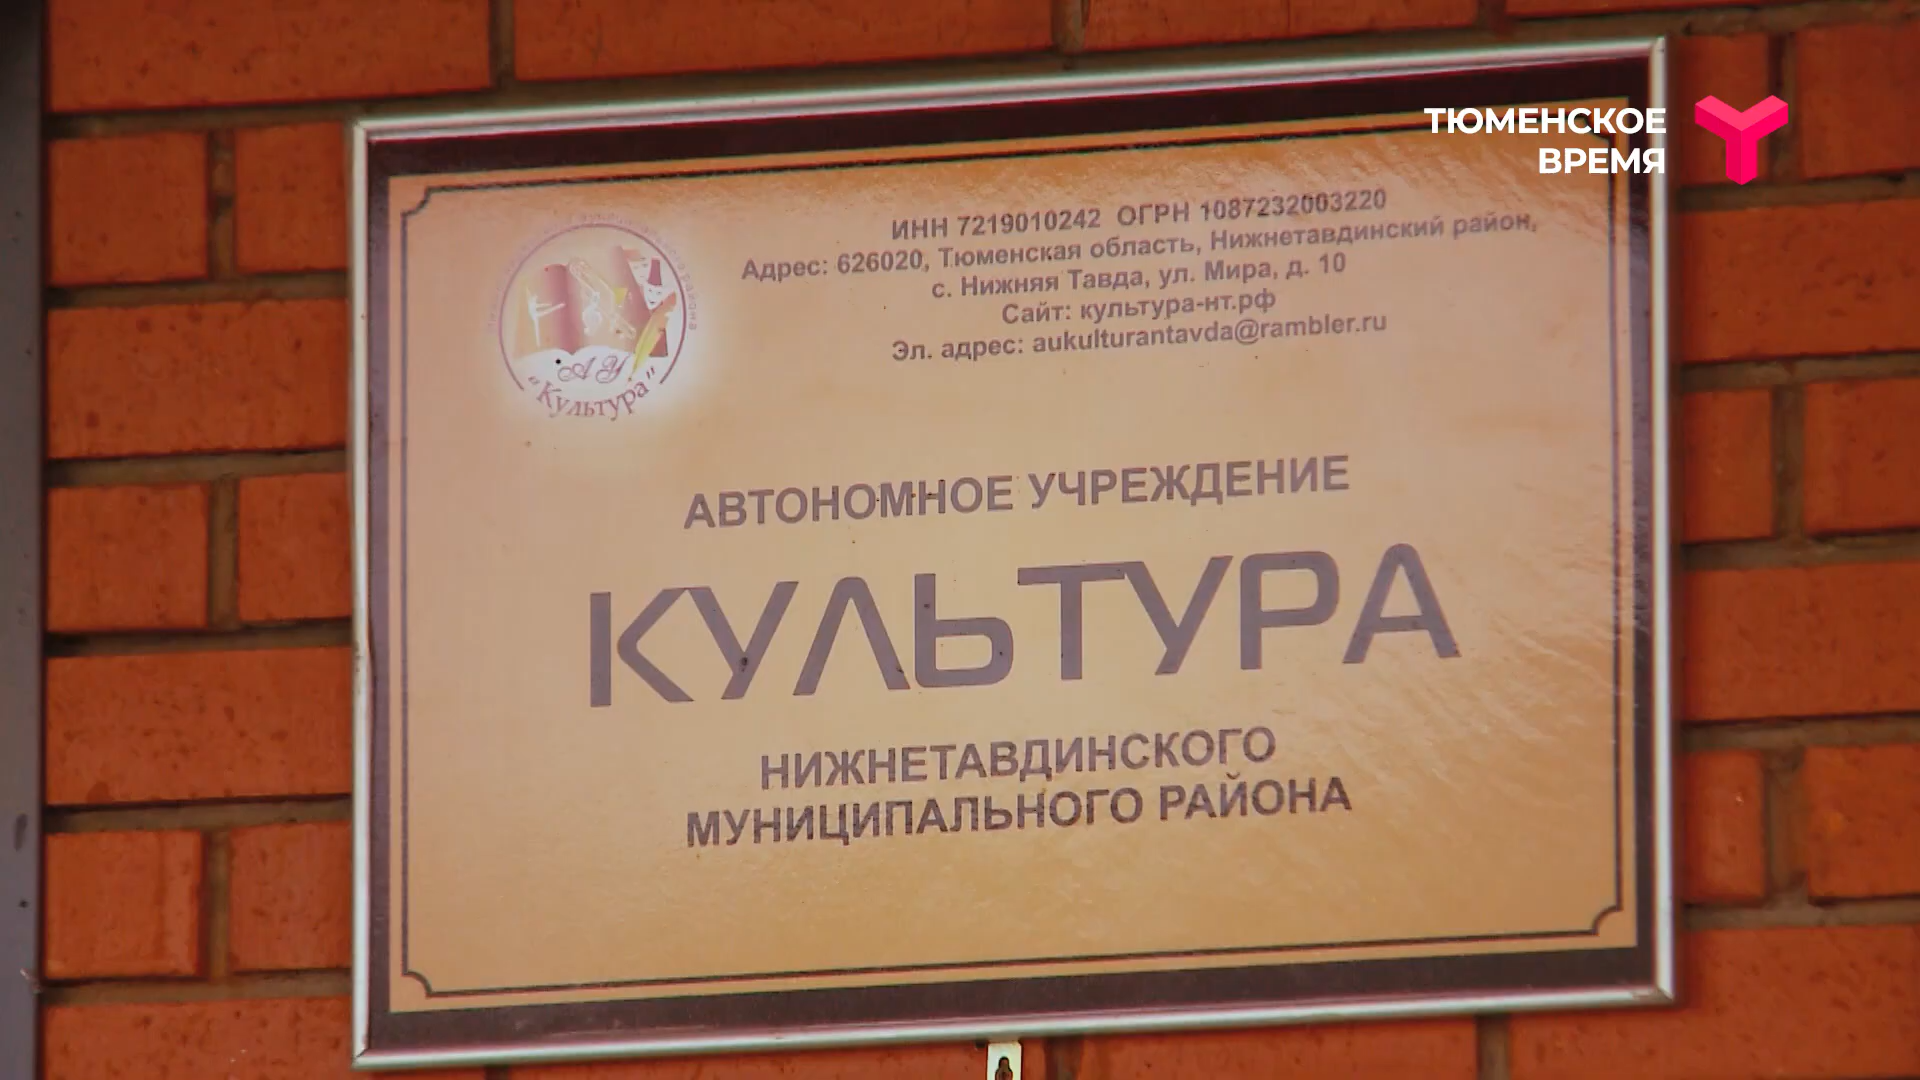 ТЮМЕНСКОЕ
ВРЕМЯ
ИНН 7219010242 ОГРН 1087232003220
Адрес: 626020, Тюменская область, Нижнетавдинский район,
с. Нижняя Тавда, ул. Мира, д. 10
Сайт: культура-нт.рф
Эл. адрес: aukulturantavda@rambler.ru
АУ
"Культура"
АВТОНОМНОЕ УЧРЕЖДЕНИЕ
КУЛЬТУРА
НИЖНЕТАВДИНСКОГО
МУНИЦИПАЛЬНОГО РАЙОНА